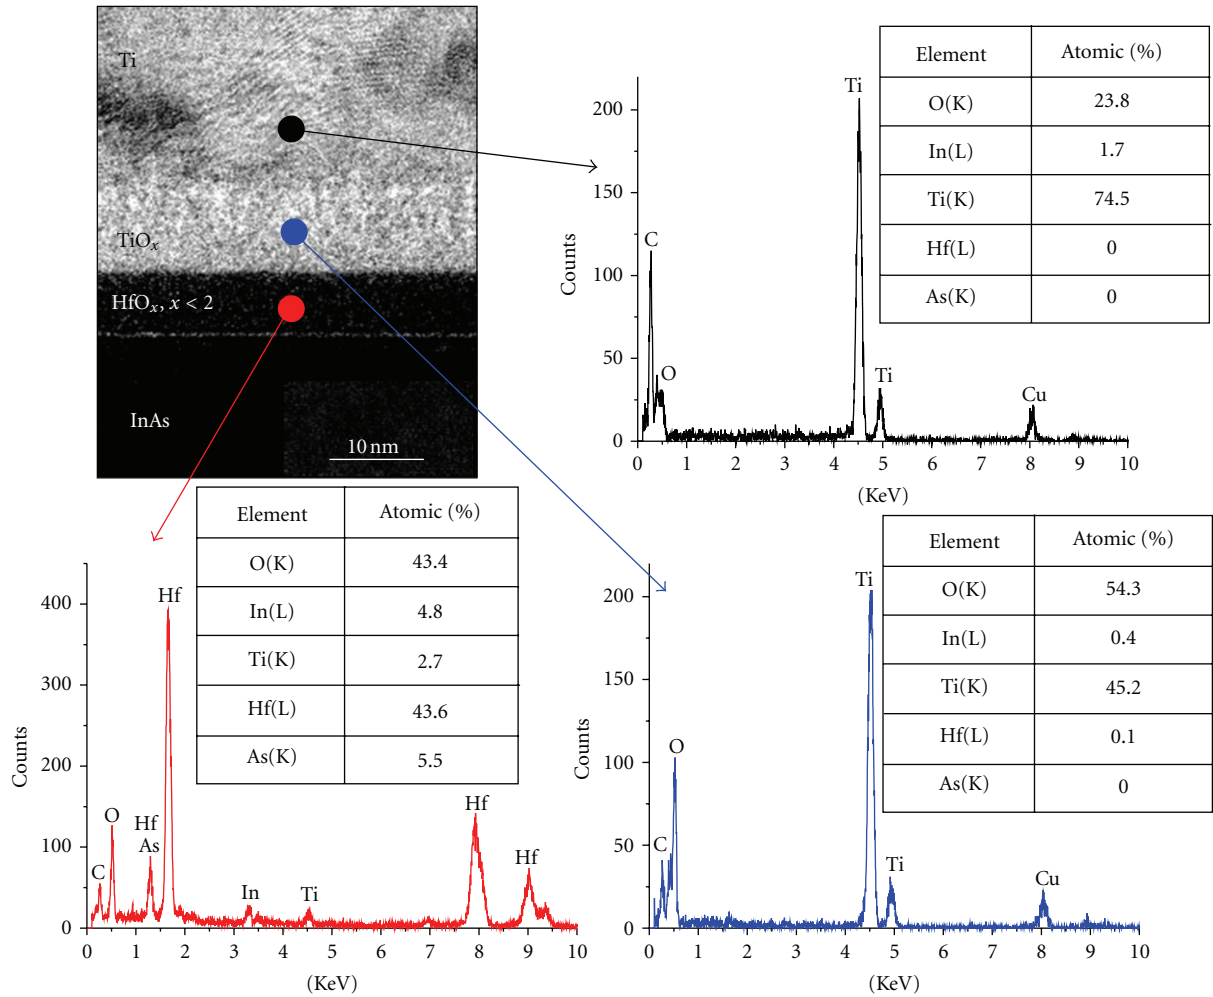 Ti
TiOx
HfOx, x < 2
InAs
10 nm
Element Atomic (%)
O(K) 23.8
In(L) 1.7
Ti(K) 74.5
Hf(L) 0
As(K) 0
Counts
200
150
100
50
0
C
O
Ti
Ti
Cu
0 1 2 3 4 5 6 7 8 9 10
(KeV)
Element Atomic (%)
O(K) 43.4
In(L) 4.8
Ti(K) 2.7
Hf(L) 43.6
As(K) 5.5
Counts
400
300
200
100
0
C
O
Hf
As
Hf
In
Ti
Hf
Hf
0 1 2 3 4 5 6 7 8 9 10
(KeV)
Element Atomic (%)
O(K) 54.3
In(L) 0.4
Ti(K) 45.2
Hf(L) 0.1
As(K) 0
Counts
200
150
100
50
0
C
O
Ti
Ti
Cu
0 1 2 3 4 5 6 7 8 9 10
(KeV)